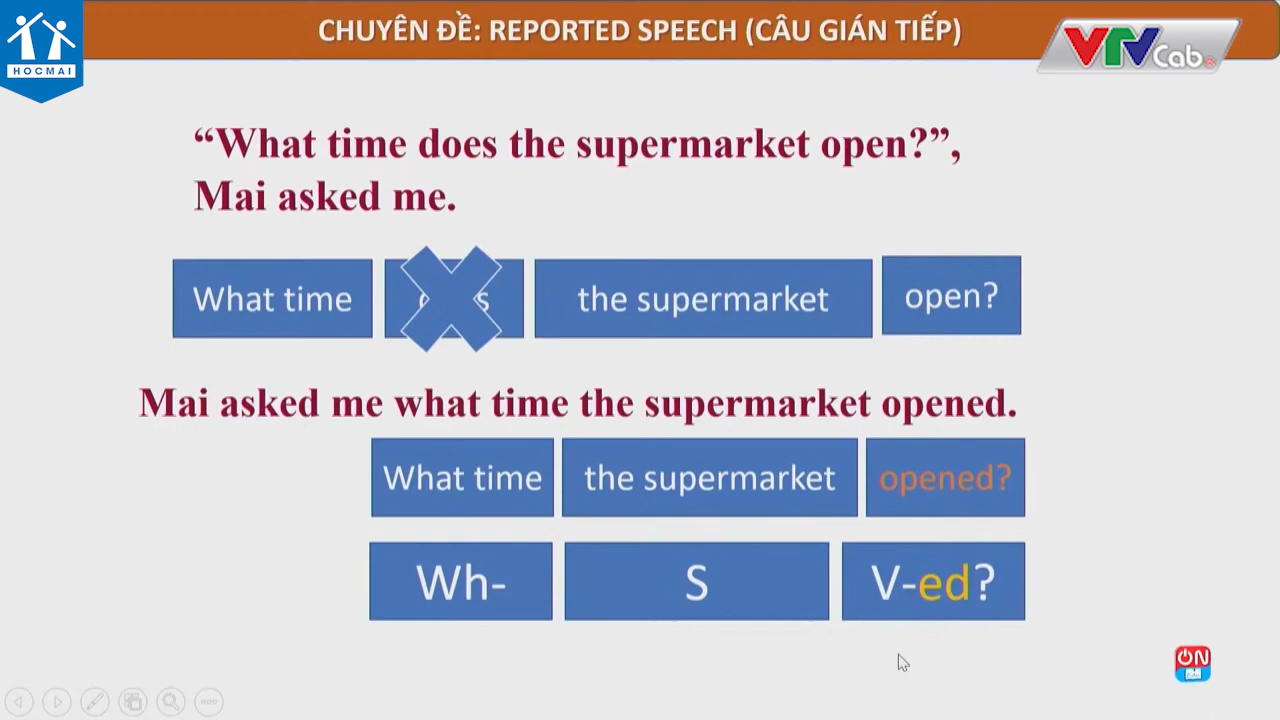 HOCMAI
CHUYÊN ĐỀ: REPORTED SPEECH (CÂU GIÁN TIẾP)
VTVCab
“What time does the supermarket open?”,
Mai asked me.
What time
the supermarket
open?
Mai asked me what time the supermarket opened.
What time
the supermarket
opened?
Wh-
S
V-ed?
ON